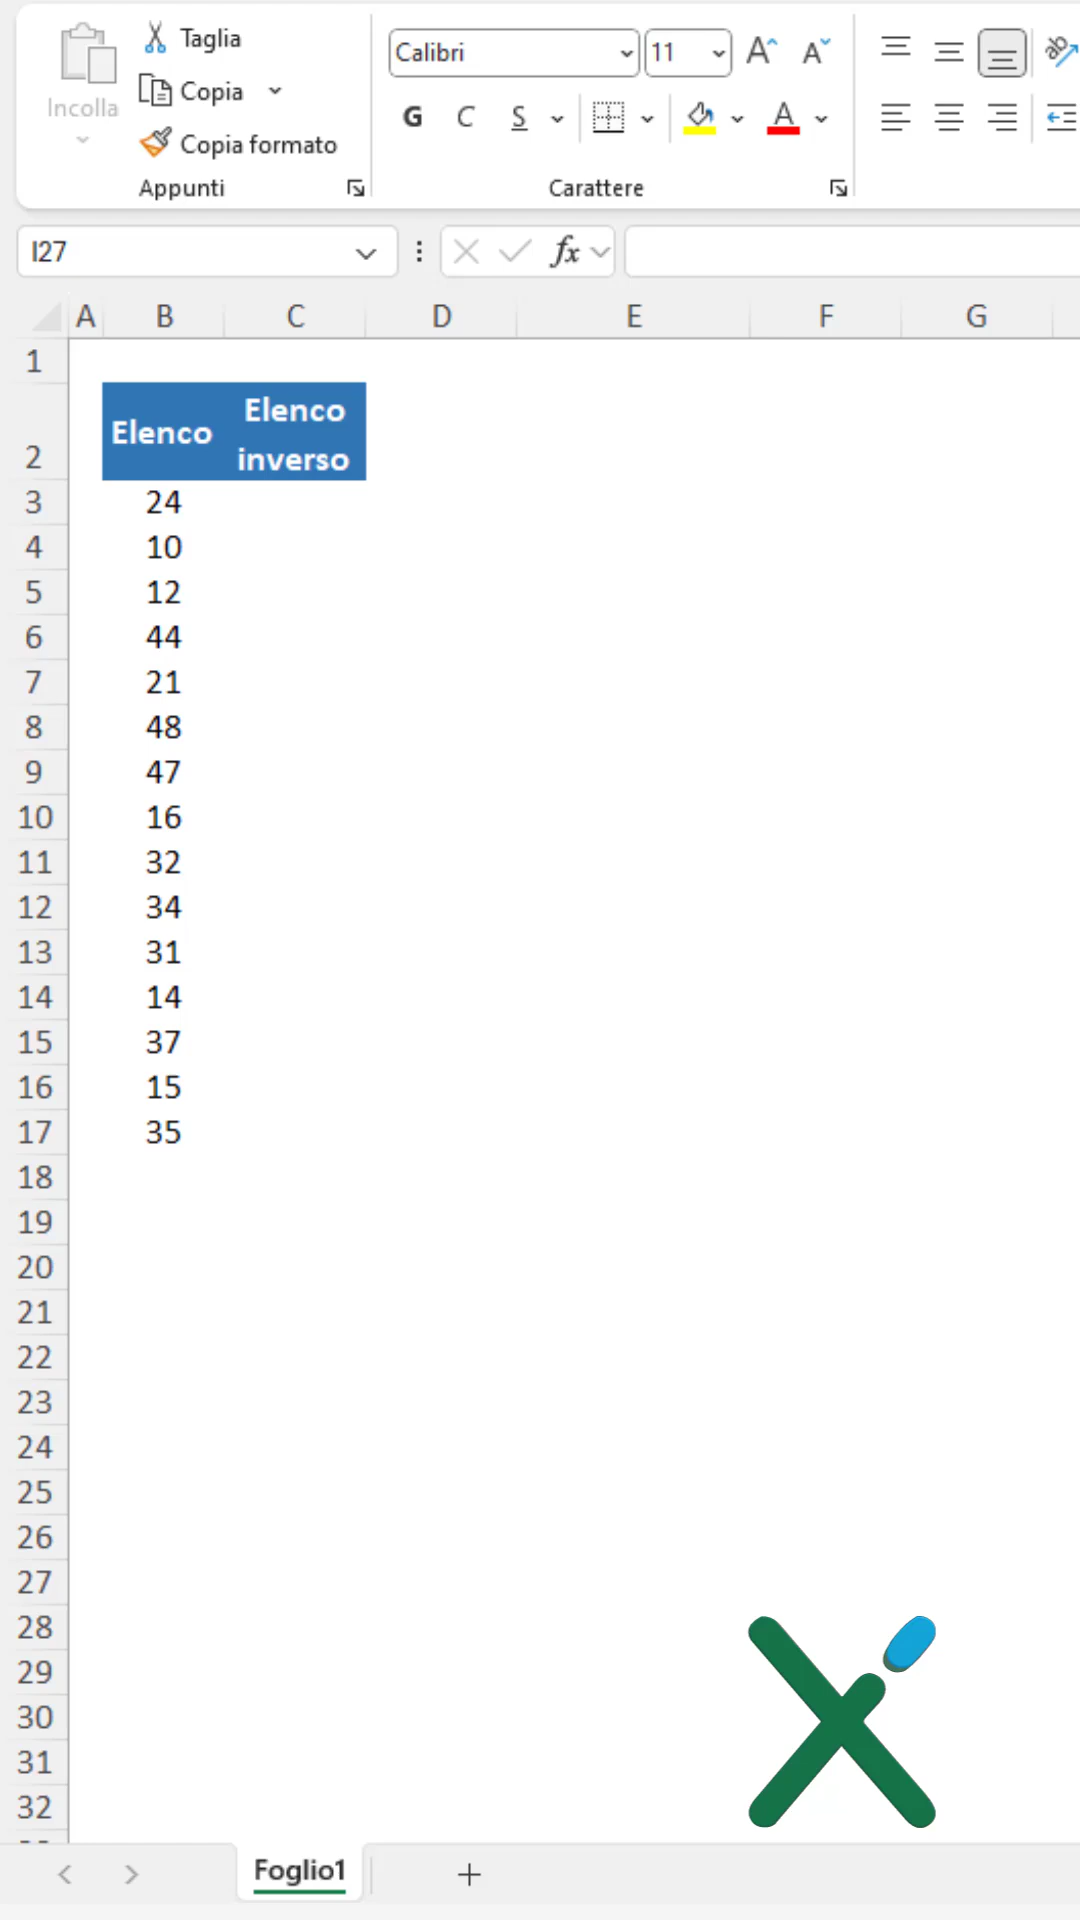 Incolla
Taglia
Copia
Copia formato
Appunti
Calibri
11
A A
G C S A
Carattere
I27
fx
A B C D E F G
1
2 Elenco Elenco inverso
3 24
4 10
5 12
6 44
7 21
8 48
9 47
10 16
11 32
12 34
13 31
14 14
15 37
16 15
17 35
18
19
20
21
22
23
24
25
26
27
28
29
30
31
32
Foglio1